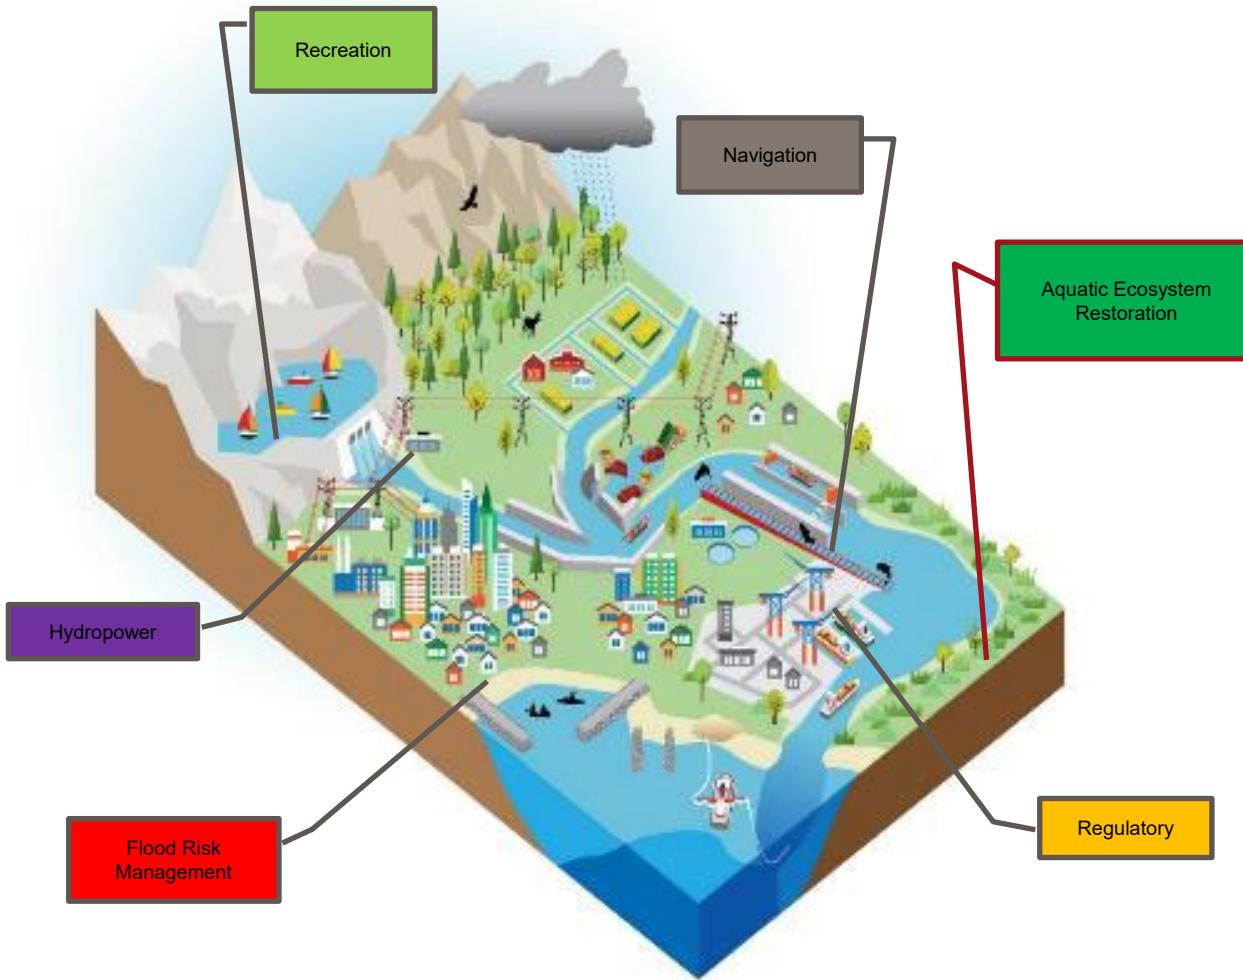 Recreation
Navigation
Aquatic Ecosystem
Restoration
Hydropower
Flood Risk
Management
Regulatory